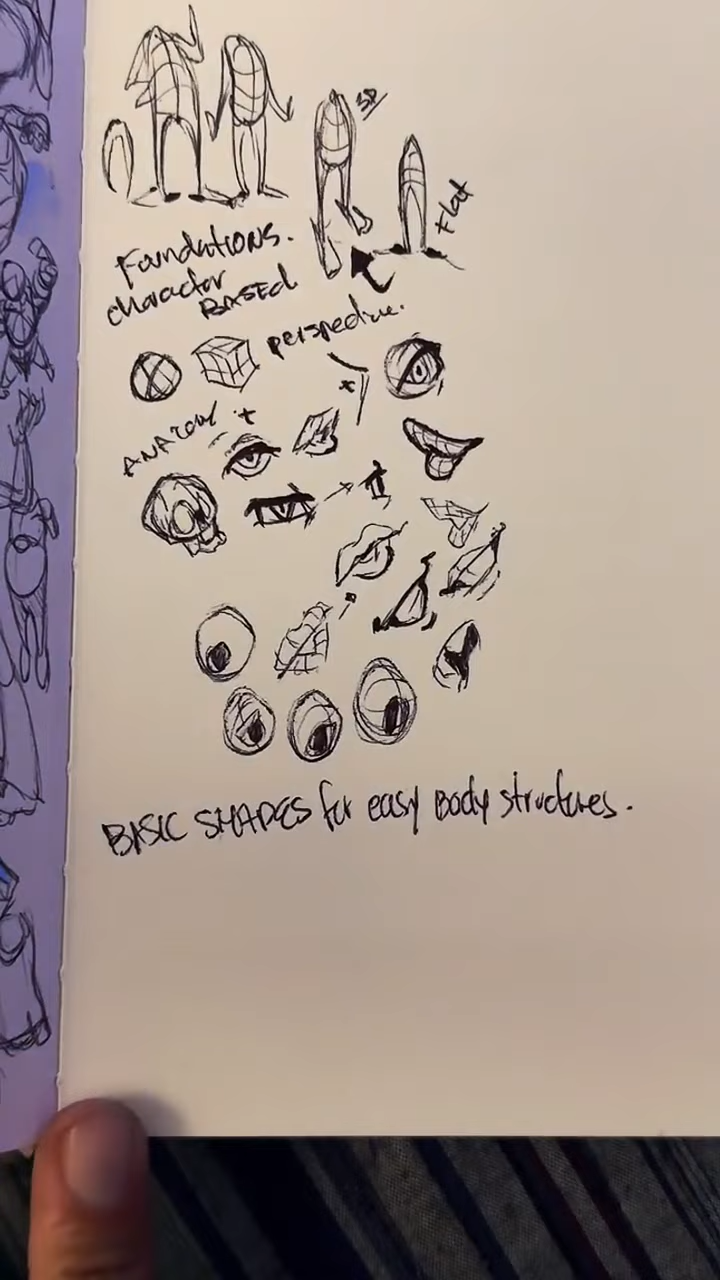 3D
Flat
Foundations.
character
BASED
perspective.
ANATOMY +
BASIC SHAPES for easy Body structures.